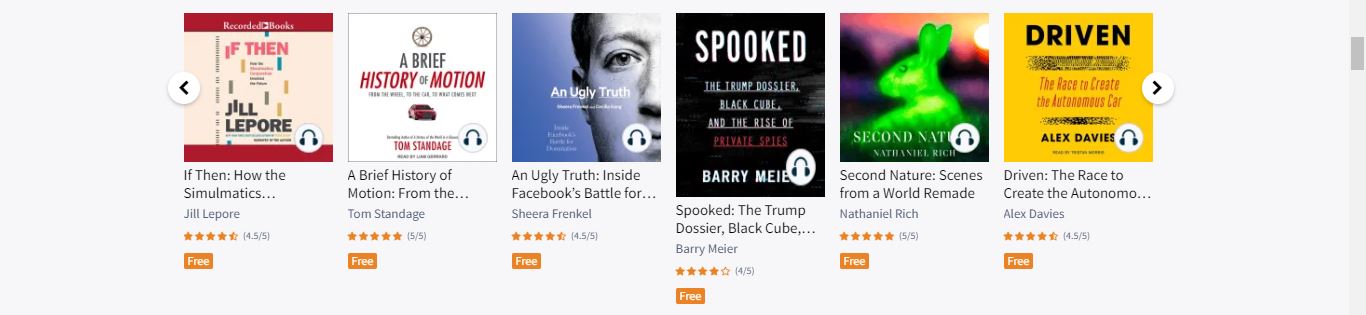 Recorded Books
IF THEN
How the
Simulmatics
Corporation
Invented
the Future
JILL
LEPORE
A BRIEF
HISTORY OF MOTION
FROM THE WHEEL, TO THE CAR, TO WHAT COMES NEXT
TOM STANDAGE
READ BY LIAM GERRARD
An Ugly Truth
Sheera Frenkel and Cecilia Kang
Inside
Facebook's
Battle for
Domination
SPOOKED
THE TRUMP DOSSIER,
BLACK CUBE,
AND THE RISE OF
PRIVATE SPIES
BARRY MEIE
SECOND NATU
NATHANIEL RICH
DRIVEN
The Race to Create
the Autonomous Car
ALEX DAVIES
READ BY TRISTAN MORRIS
If Then: How the
Simulmatics…
Jill Lepore
(4.5/5)
Free
A Brief History of
Motion: From the…
Tom Standage
(5/5)
Free
An Ugly Truth: Inside
Facebook’s Battle for…
Sheera Frenkel
(4.5/5)
Free
Spooked: The Trump
Dossier, Black Cube,…
Barry Meier
(4/5)
Free
Second Nature: Scenes
from a World Remade
Nathaniel Rich
(5/5)
Free
Driven: The Race to
Create the Autonomo…
Alex Davies
(4.5/5)
Free